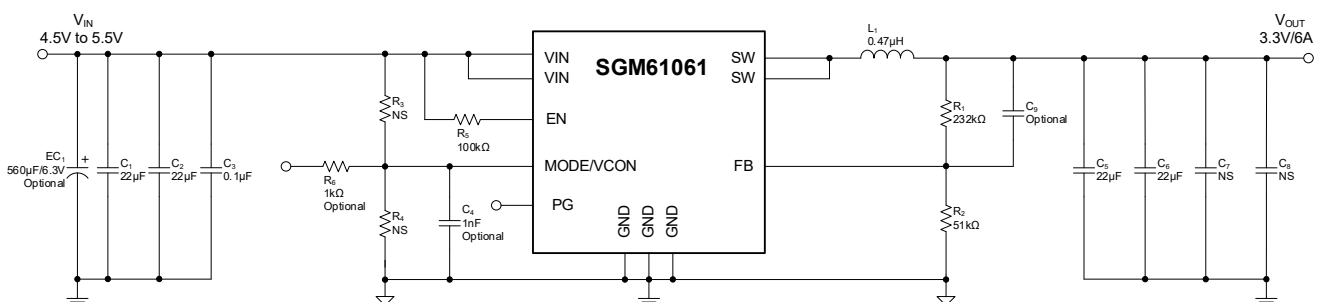 VIN
4.5V to 5.5V
EC1
560μF/6.3V
Optional
+
C1
22μF
C2
22μF
C3
0.1μF
R3
NS
R5
100kΩ
R6
1kΩ
Optional
R4
NS
C4
1nF
Optional
SGM61061
VIN
VIN
EN
MODE/VCON
PG
GND
GND
GND
SW
SW
FB
L1
0.47μH
R1
232kΩ
C9
Optional
R2
51kΩ
C5
22μF
C6
22μF
C7
NS
C8
NS
VOUT
3.3V/6A